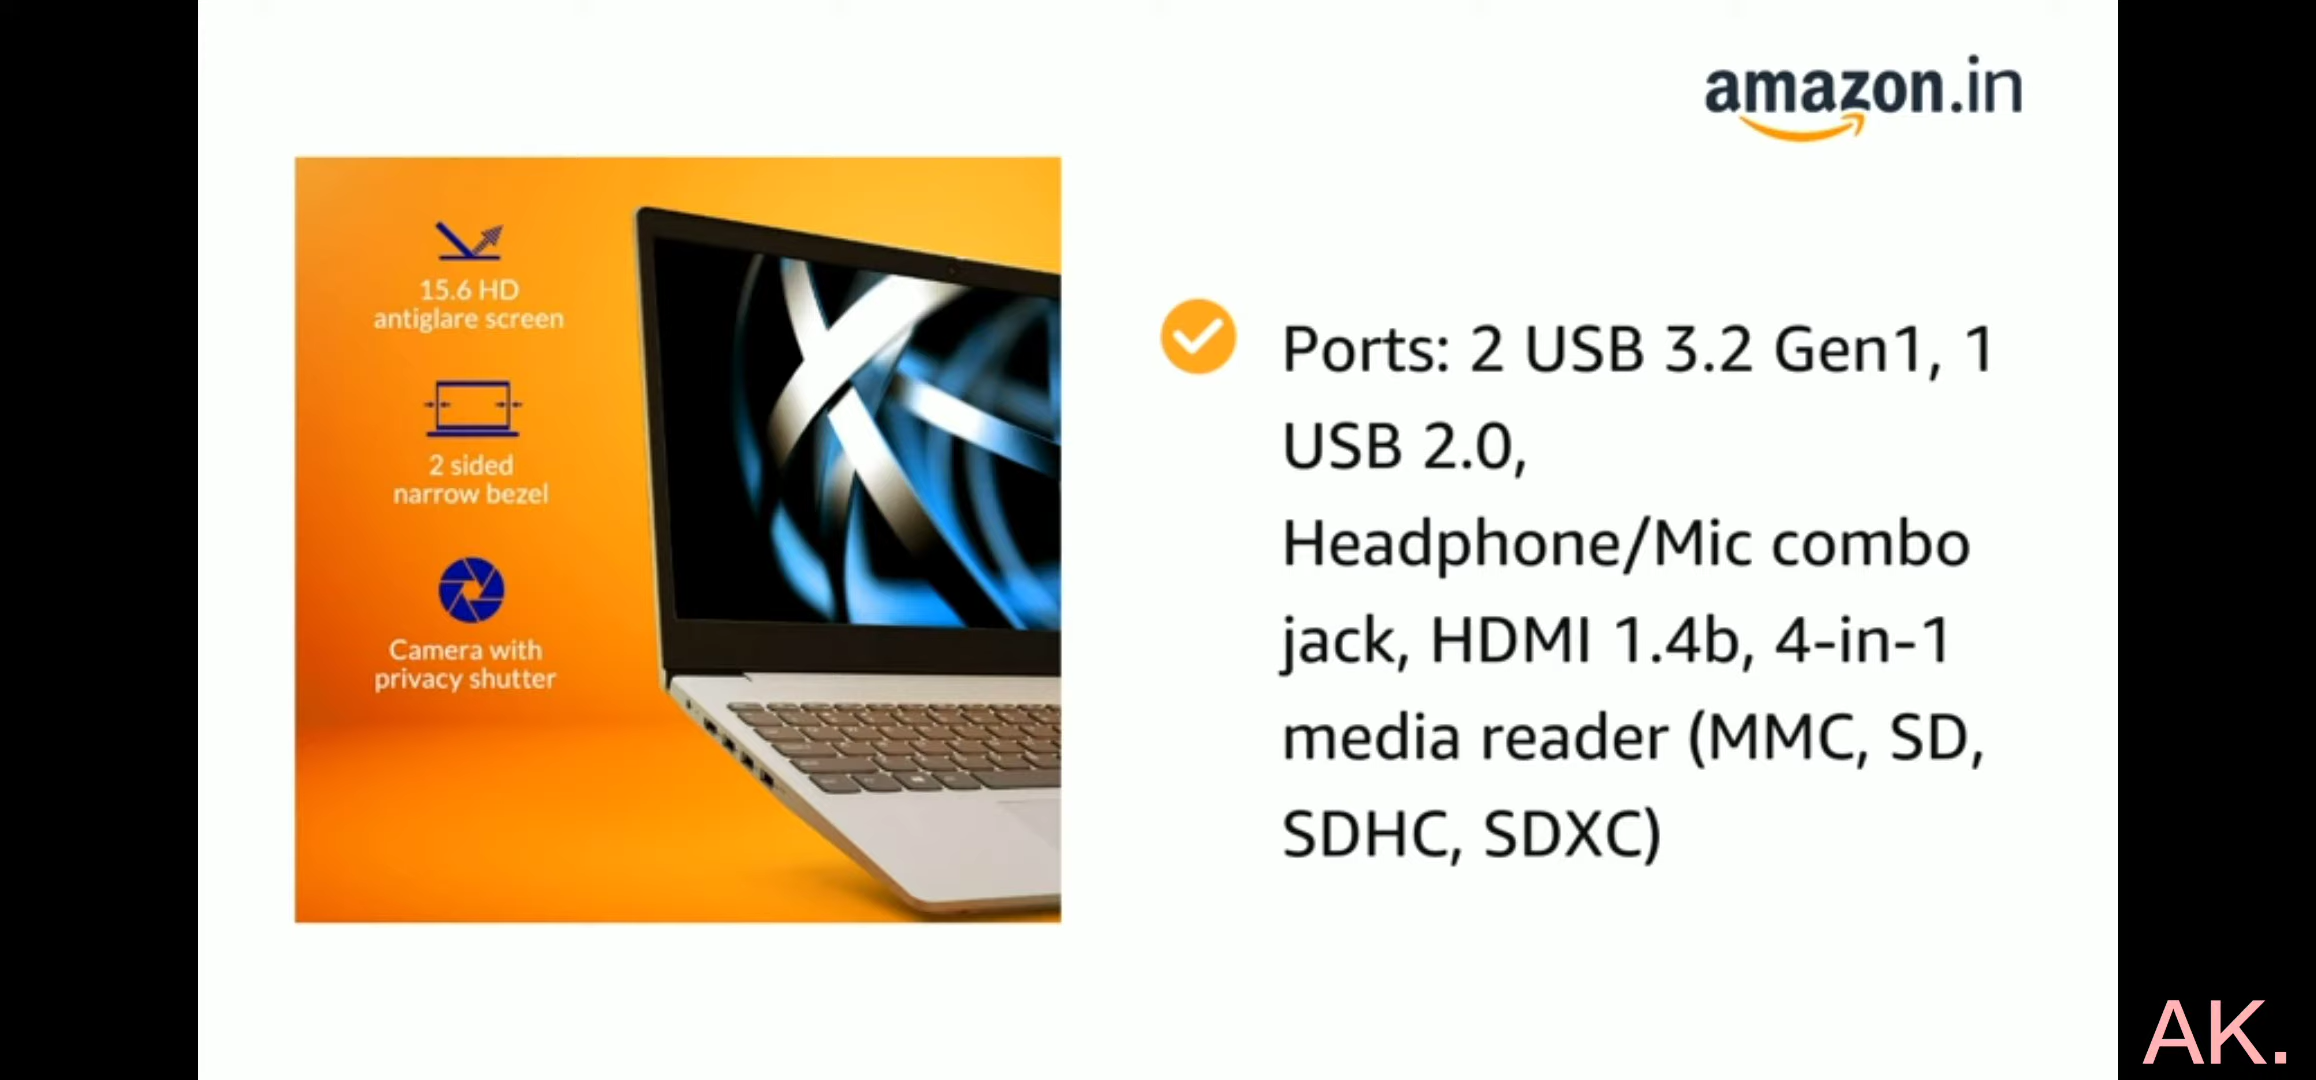 amazon.in
15.6 HD
antiglare screen
2 sided
narrow bezel
Camera with
privacy shutter
Ports: 2 USB 3.2 Gen1, 1
USB 2.0,
Headphone/Mic combo
jack, HDMI 1.4b, 4-in-1
media reader (MMC, SD,
SDHC, SDXC)
AK.